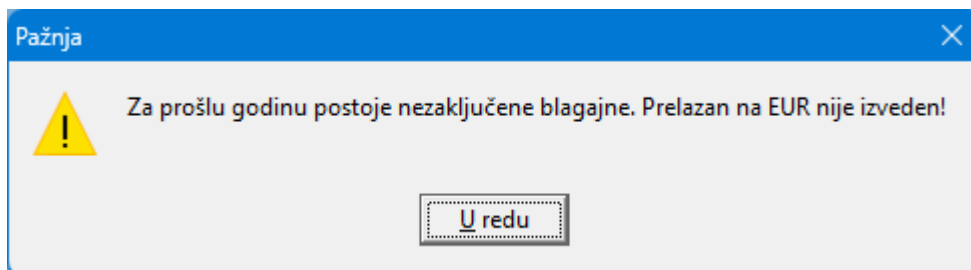 Pažnja
Za prošlu godinu postoje nezaključene blagajne. Prelazan na EUR nije izveden!
U redu